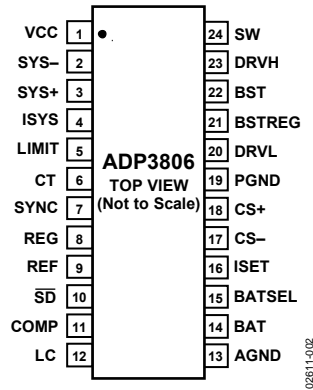 VCC 1 24 SW
SYS– 2 23 DRVH
SYS+ 3 22 BST
ISYS 4 21 BSTREG
LIMIT 5 20 DRVL
ADP3806
CT 6 19 PGND
TOP VIEW
SYNC 7 (Not to Scale) 18 CS+
REG 8 17 CS–
REF 9 16 ISET
S̅D̅ 10 15 BATSEL
COMP 11 14 BAT
LC 12 13 AGND
02611-002